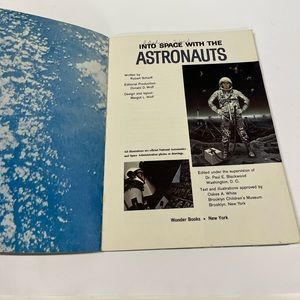 INTO SPACE WITH THE
ASTRONAUTS
Written by
Robert Scharff
Editorial Production:
Donald D. Wolf
Design and layout:
Margot L. Wolf
All illustrations are official National Aeronautics
and Space Administration photos or drawings.
Edited under the supervision of
Dr. Paul E. Blackwood
Washington, D. C.
Text and illustrations approved by
Oakes A. White
Brooklyn Children's Museum
Brooklyn, New York
Wonder Books • New York